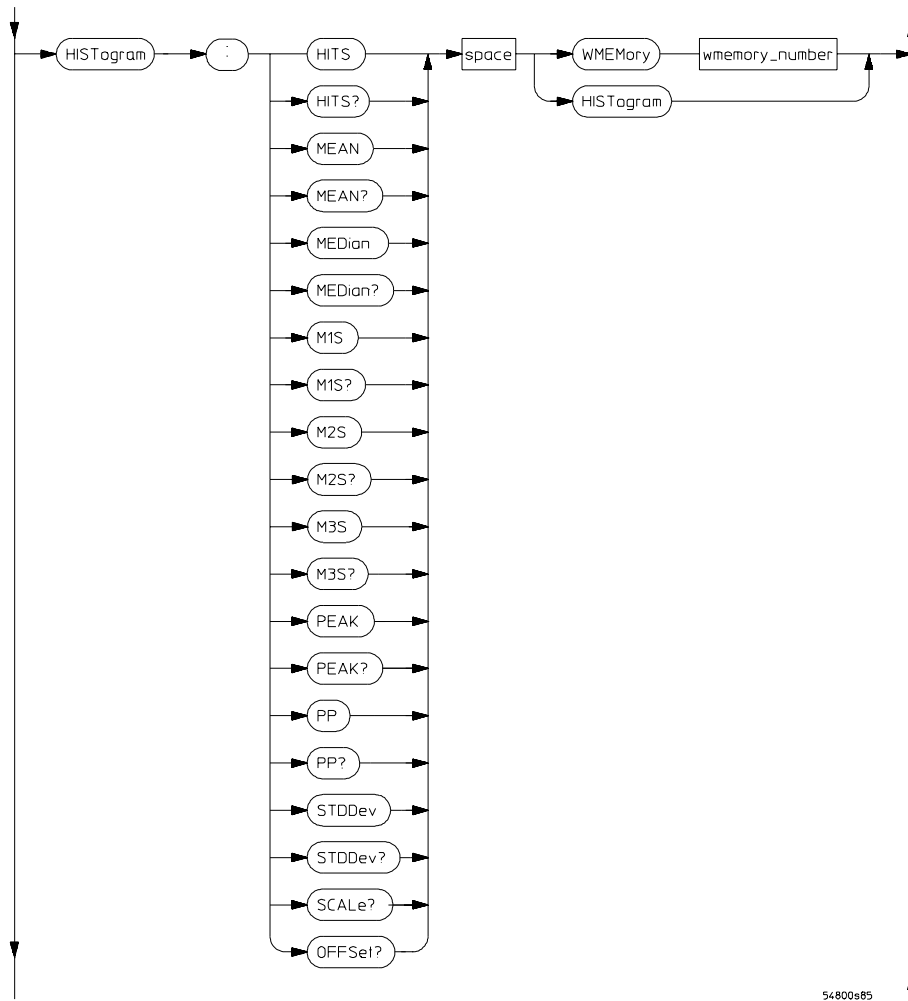 HISTogram : HITS space WMEMory wmemory_number
HITS? HISTogram
MEAN
MEAN?
MEDian
MEDian?
M1S
M1S?
M2S
M2S?
M3S
M3S?
PEAK
PEAK?
PP
PP?
STDDev
STDDev?
SCALe?
OFFSet?
54800s85